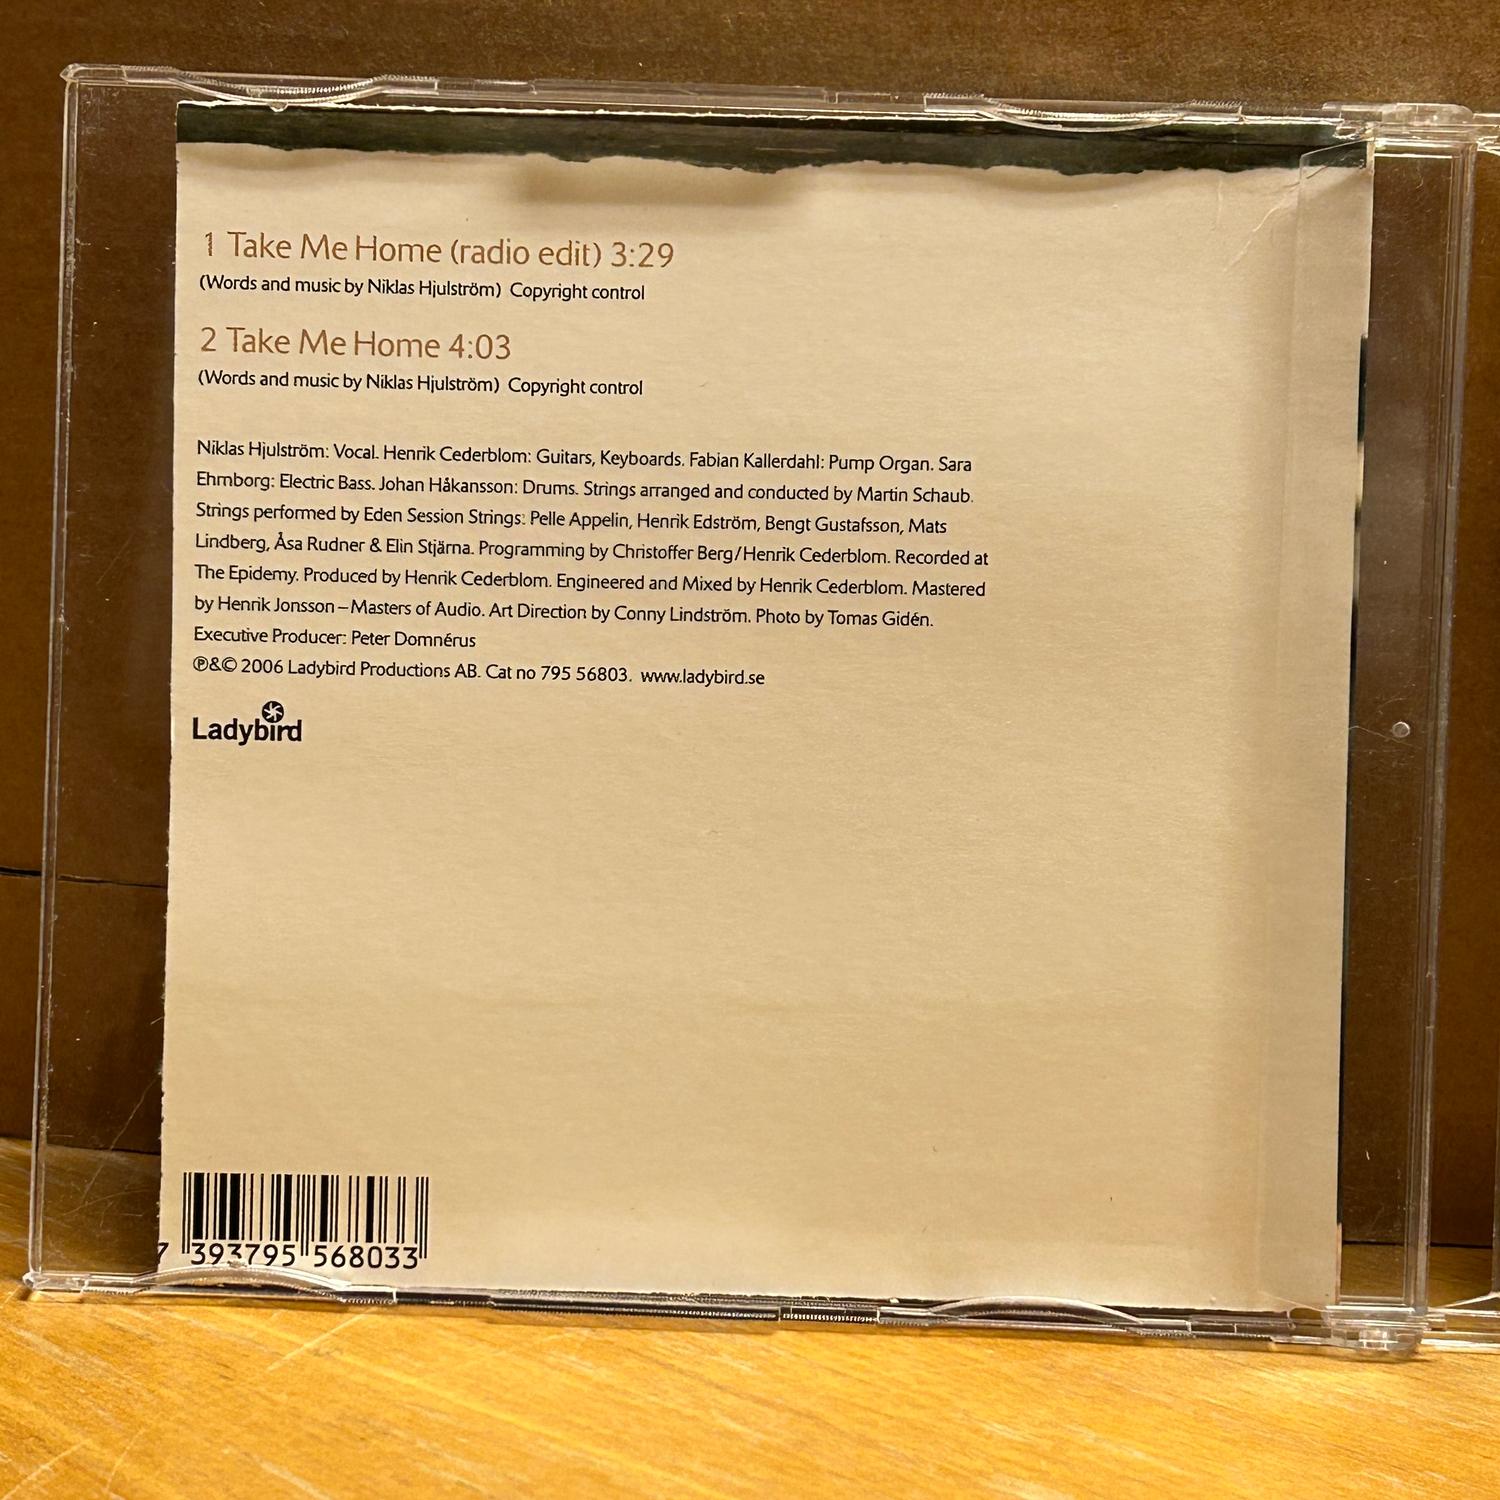 1 Take Me Home (radio edit) 3:29
(Words and music by Niklas Hjulström) Copyright control
2 Take Me Home 4:03
(Words and music by Niklas Hjulström) Copyright control
Niklas Hjulström: Vocal. Henrik Cederblom: Guitars, Keyboards. Fabian Kallerdahl: Pump Organ. Sara
Ehrnborg: Electric Bass. Johan Håkansson: Drums. Strings arranged and conducted by Martin Schaub.
Strings performed by Eden Session Strings: Pelle Appelin, Henrik Edström, Bengt Gustafsson, Mats
Lindberg, Åsa Rudner & Elin Stjärna. Programming by Christoffer Berg/Henrik Cederblom. Recorded at
The Epidemy. Produced by Henrik Cederblom. Engineered and Mixed by Henrik Cederblom. Mastered
by Henrik Jonsson – Masters of Audio. Art Direction by Conny Lindström. Photo by Tomas Gidén.
Executive Producer: Peter Domnérus
℗&© 2006 Ladybird Productions AB. Cat no 795 56803. www.ladybird.se
Ladybird
7 393795 568033